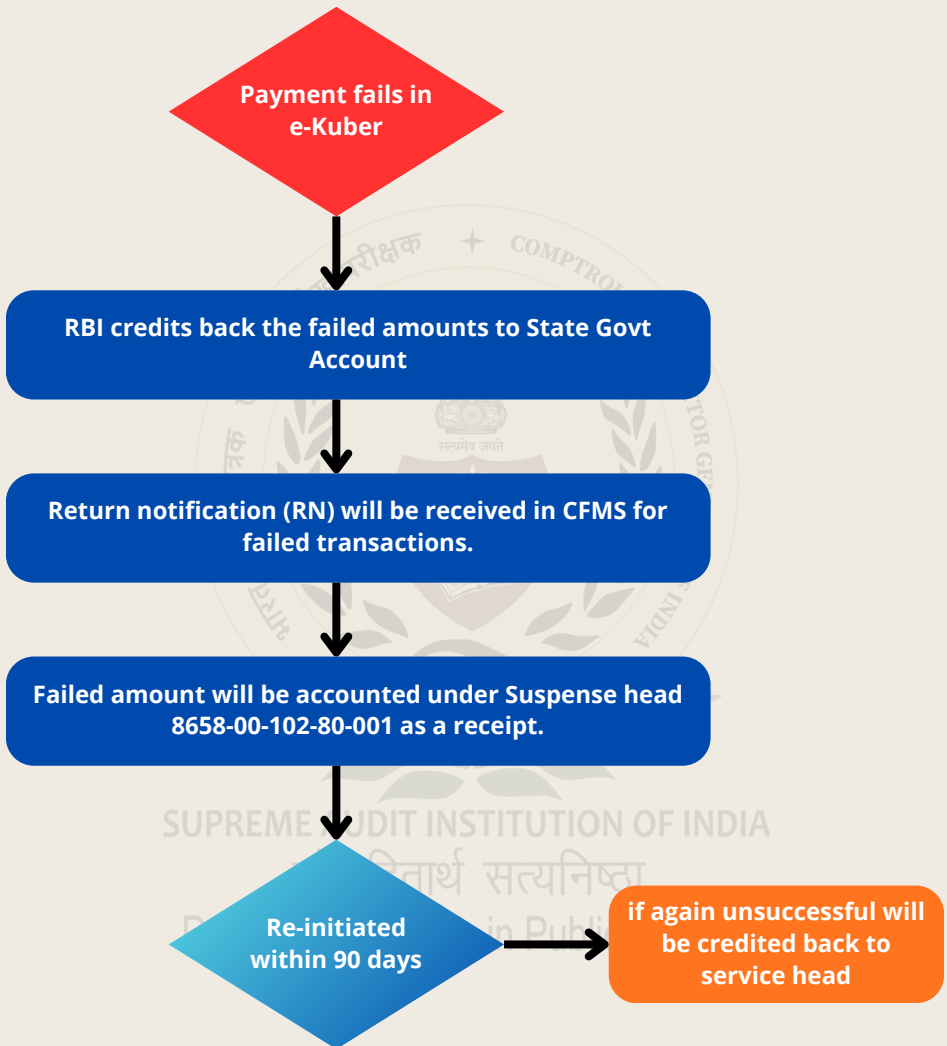 Payment fails in
e-Kuber
RBI credits back the failed amounts to State Govt
Account
सत्यमेव जयते
Return notification (RN) will be received in CFMS for
failed transactions.
Failed amount will be accounted under Suspense head
8658-00-102-80-001 as a receipt.
SUPREME AUDIT INSTITUTION OF INDIA
सत्यनिष्ठा
Re-initiated
within 90 days
in
if again unsuccessful will
be credited back to
service head